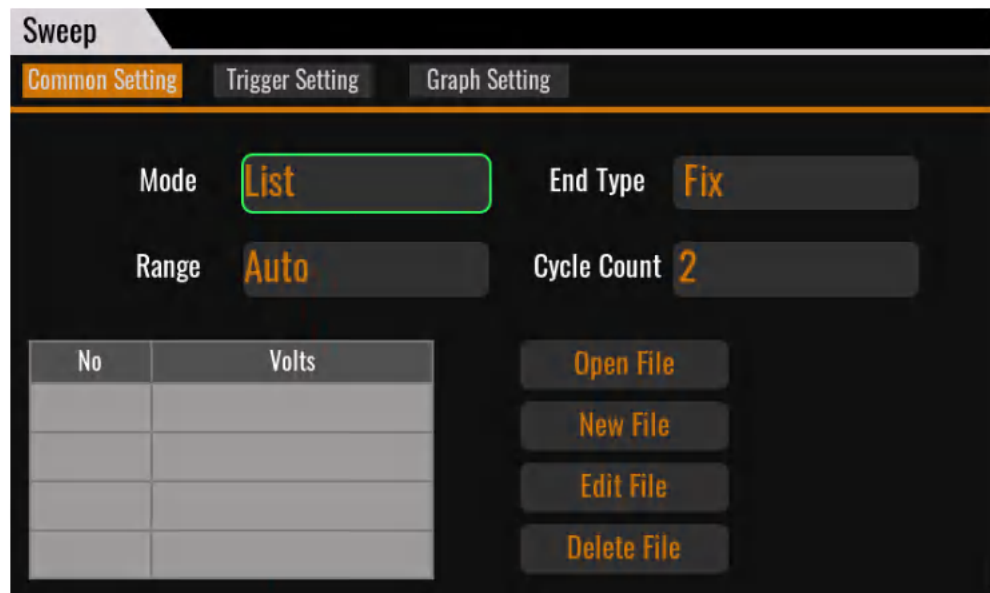 Sweep
Common Setting Trigger Setting Graph Setting
Mode List End Type Fix
Range Auto Cycle Count 2
No Volts
Open File
New File
Edit File
Delete File